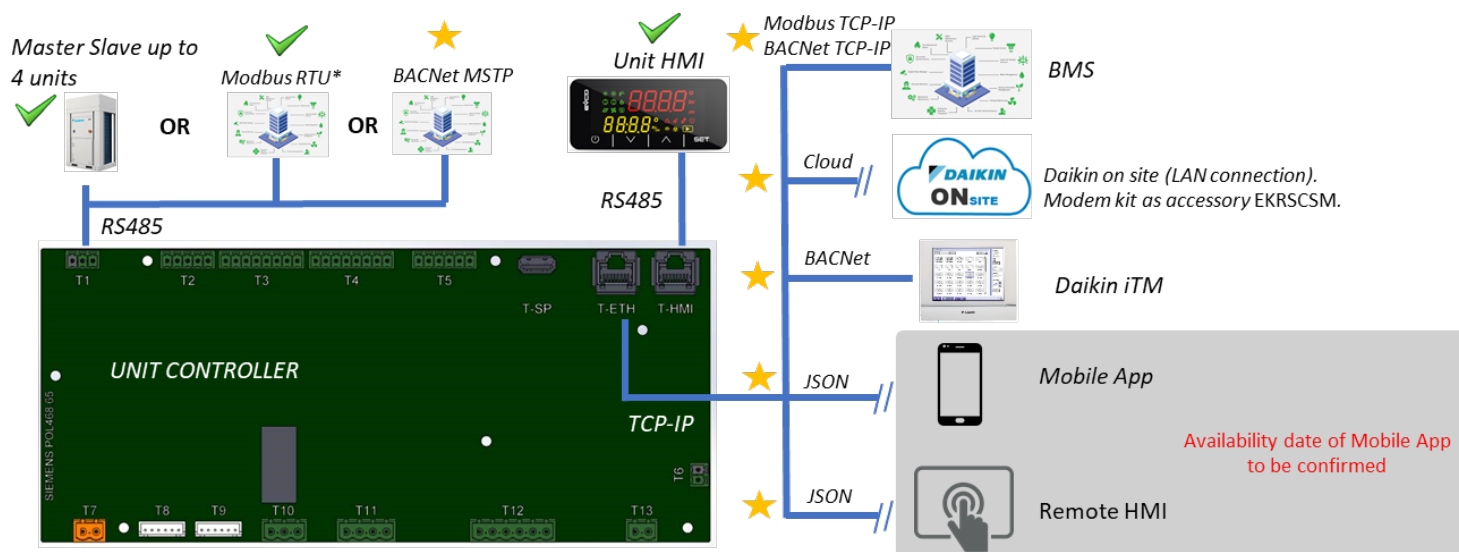 Master Slave up to
4 units
OR
Modbus RTU*
OR
BACNet MSTP
Unit HMI
elico
SET
RS485
RS485
Modbus TCP-IP
BACNet TCP-IP
BMS
Cloud
DAIKIN
ON SITE
Daikin on site (LAN connection).
Modem kit as accessory EKRSCSM.
BACNet
Daikin iTM
JSON
Mobile App
Availability date of Mobile App
to be confirmed
JSON
Remote HMI
T1
T2
T3
T4
T5
T-SP
T-ETH
T-HMI
UNIT CONTROLLER
TCP-IP
SIEMENS POL468 65
T6
T7
T8
T9
T10
T11
T12
T13